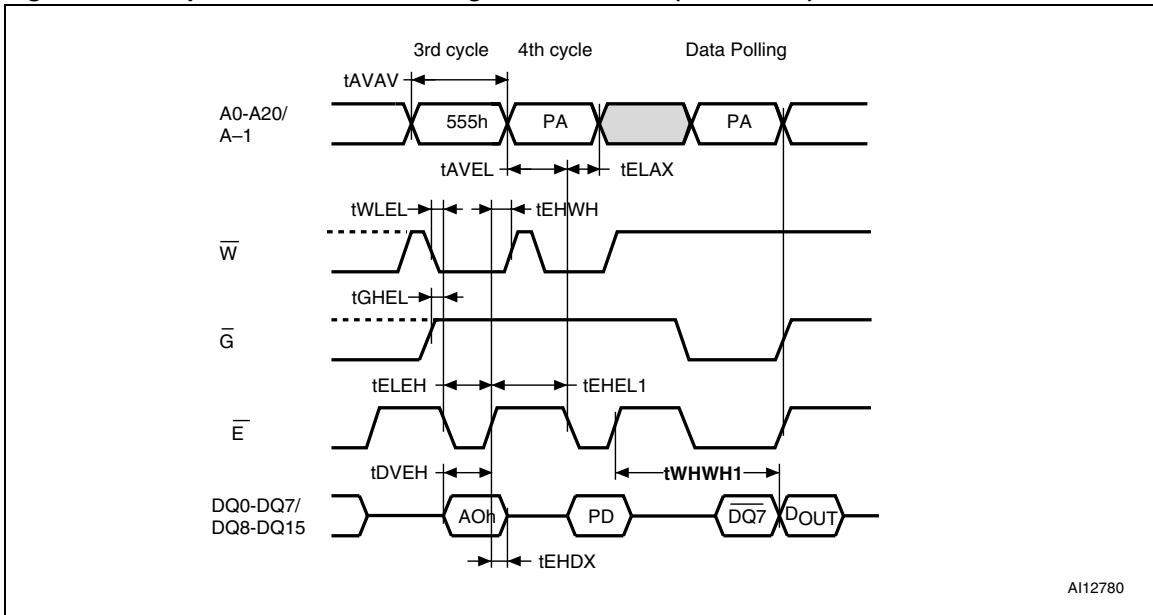 3rd cycle 4th cycle Data Polling
tAVAV
A0-A20/
A–1
555h PA PA
tAVEL tELAX
tWLEL tEHWH
W
tGHEL
G
tELEH tEHEL1
E
tDVEH tWHWH1
DQ0-DQ7/
DQ8-DQ15
AOh PD DQ7 DOUT
tEHDX
AI12780